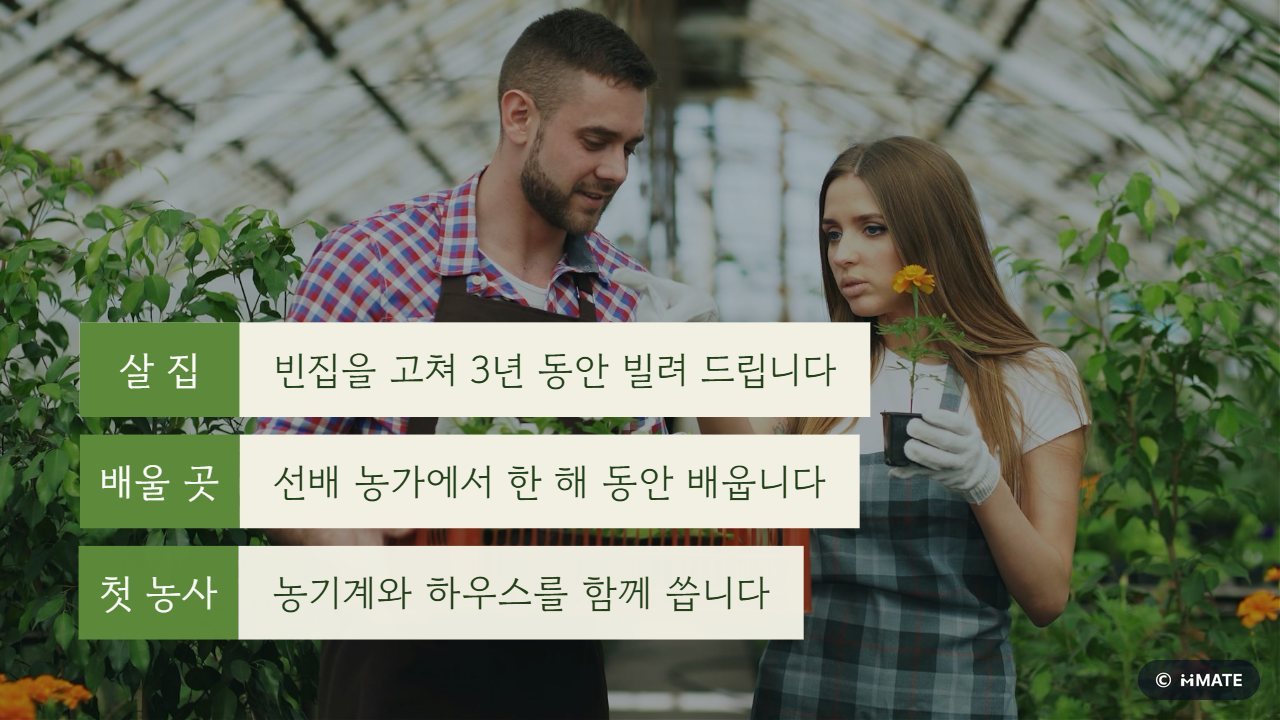 살 집
빈집을 고쳐 3년 동안 빌려 드립니다
배울 곳
선배 농가에서 한 해 동안 배웁니다
첫 농사
농기계와 하우스를 함께 씁니다
© MMATE